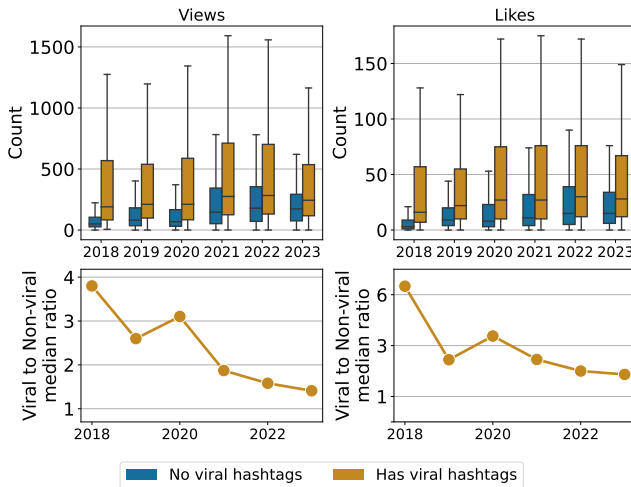 Views
Likes
Count
1500
1000
500
0
2018 2019 2020 2021 2022 2023
Count
150
100
50
0
2018 2019 2020 2021 2022 2023
Viral to Non-viral
median ratio
4
3
2
1
2018 2020 2022
Viral to Non-viral
median ratio
6
3
1
2018 2020 2022
No viral hashtags
Has viral hashtags